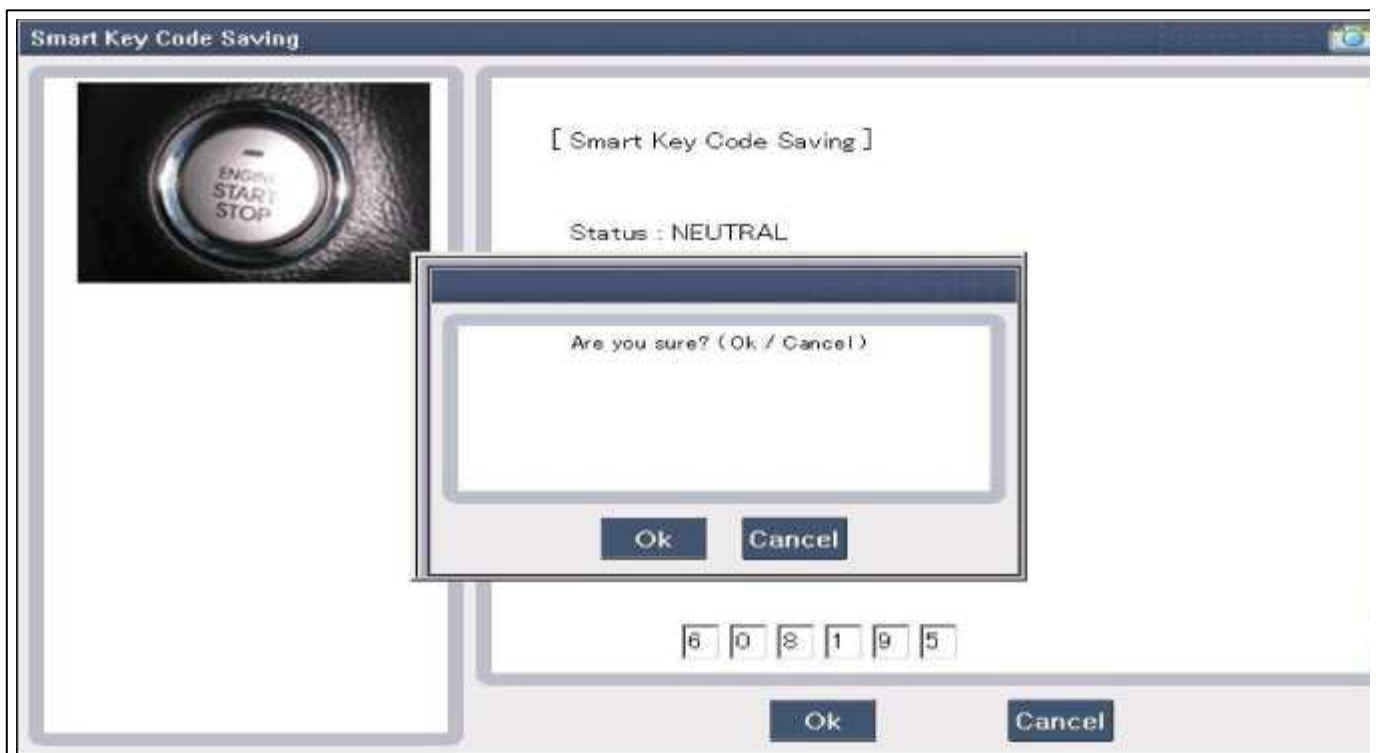 Smart Key Code Saving
ENGINE
START
STOP
[ Smart Key Code Saving ]
Status : NEUTRAL
Are you sure? ( Ok / Cancel )
Ok Cancel
6 0 8 1 9 5
Ok Cancel